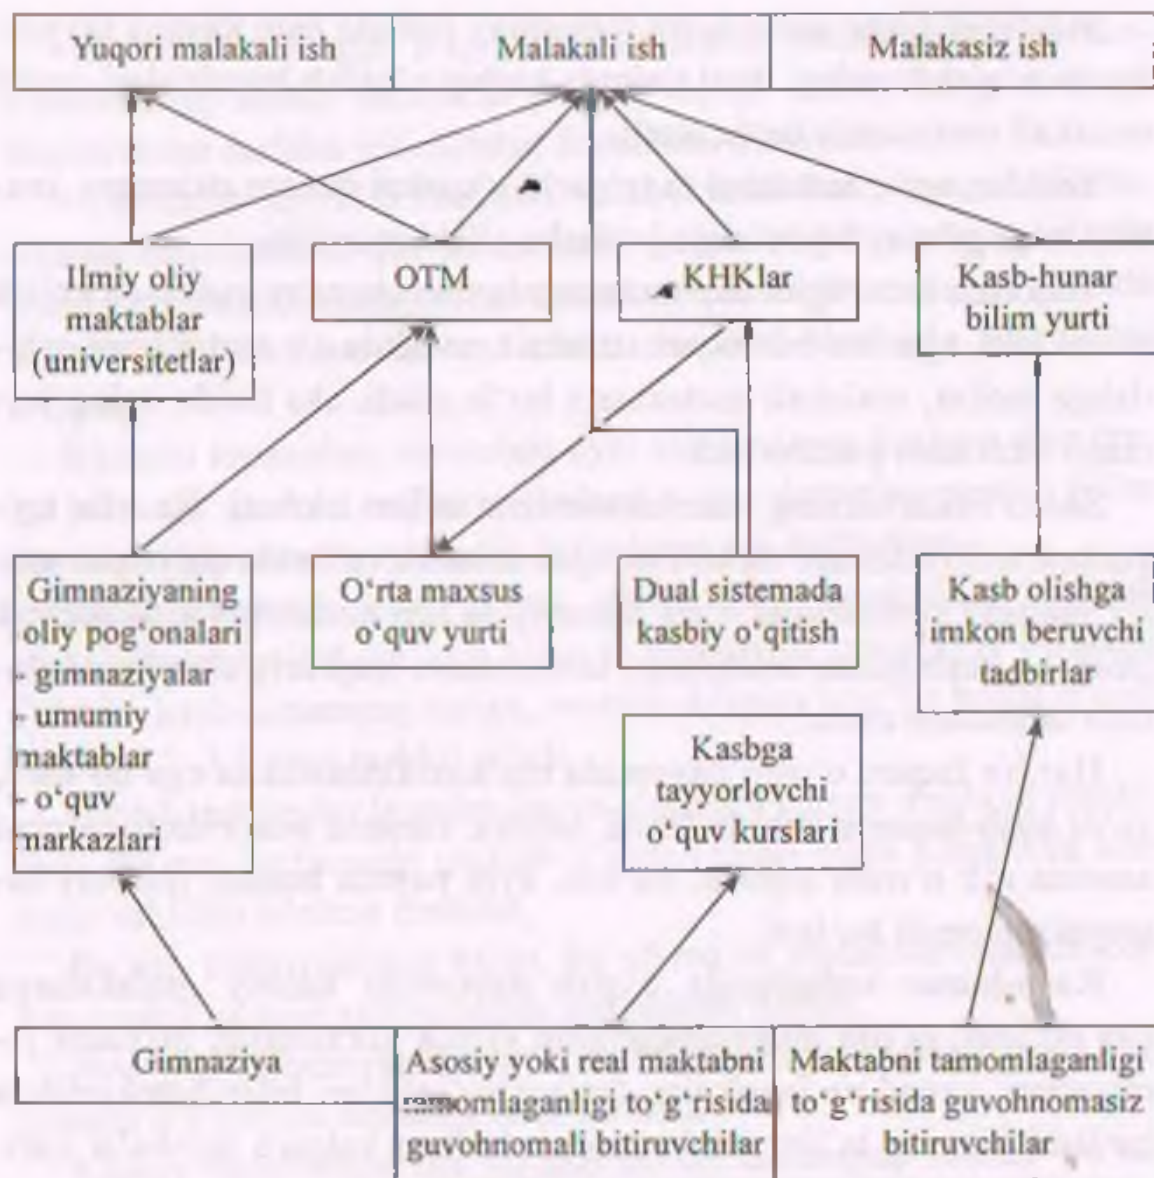 Yuqori malakali ish
Malakali ish
Malakasiz ish
Ilmiy oliy
maktablar
(universitetlar)
OTM
KHKlar
Kasb-hunar
bilim yurti
Gimnaziyaning
oliy pog‘onalari
- gimnaziyalar
- umumiy
maktablar
- o‘quv
markazlari
O‘rta maxsus
o‘quv yurti
Dual sistemada
kasbiy o‘qitish
Kasb olishga
imkon beruvchi
tadbirlar
Kasbga
tayyorlovchi
o‘quv kurslari
Gimnaziya
Asosiy yoki real maktabni
tamomlaganligi to‘g‘risida
guvohnomali bitiruvchilar
Maktabni tamomlaganligi
to‘g‘risida guvohnomasiz
bitiruvchilar